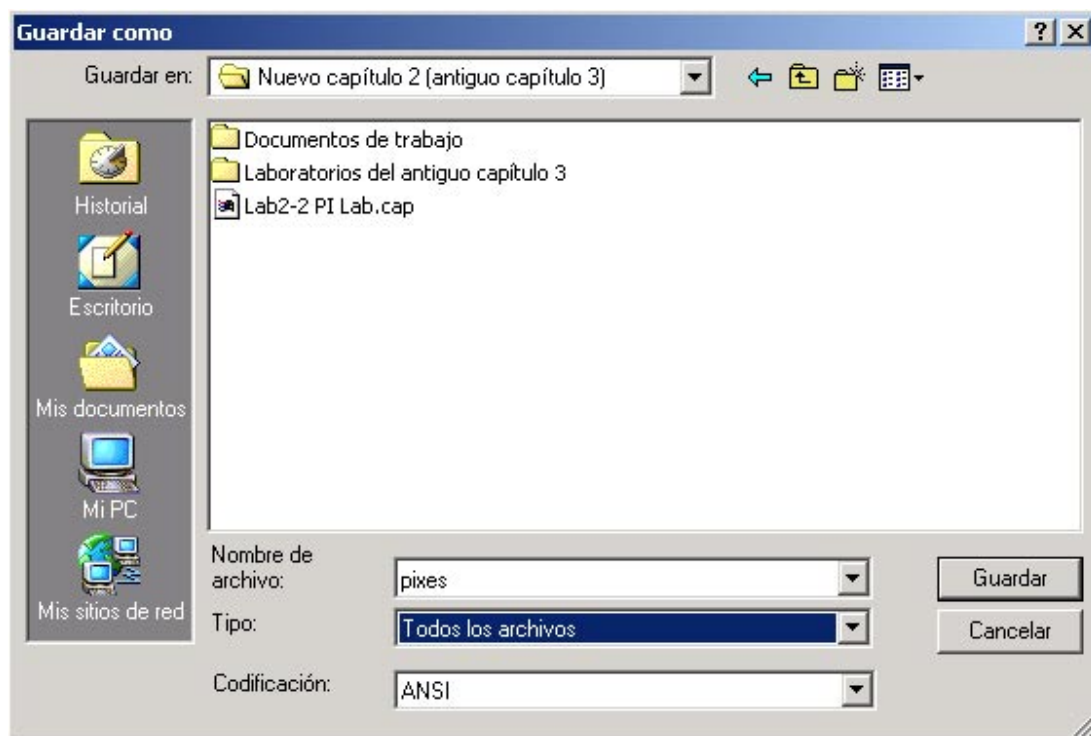 Guardar como
Guardar en:
Nuevo capítulo 2 (antiguo capítulo 3)
Historial
Escritorio
Mis documentos
Mi PC
Mis sitios de red
Documentos de trabajo
Laboratorios del antiguo capítulo 3
Lab2-2 PI Lab.cap
Nombre de
archivo:
pixes
Guardar
Tipo:
Todos los archivos
Cancelar
Codificación:
ANSI